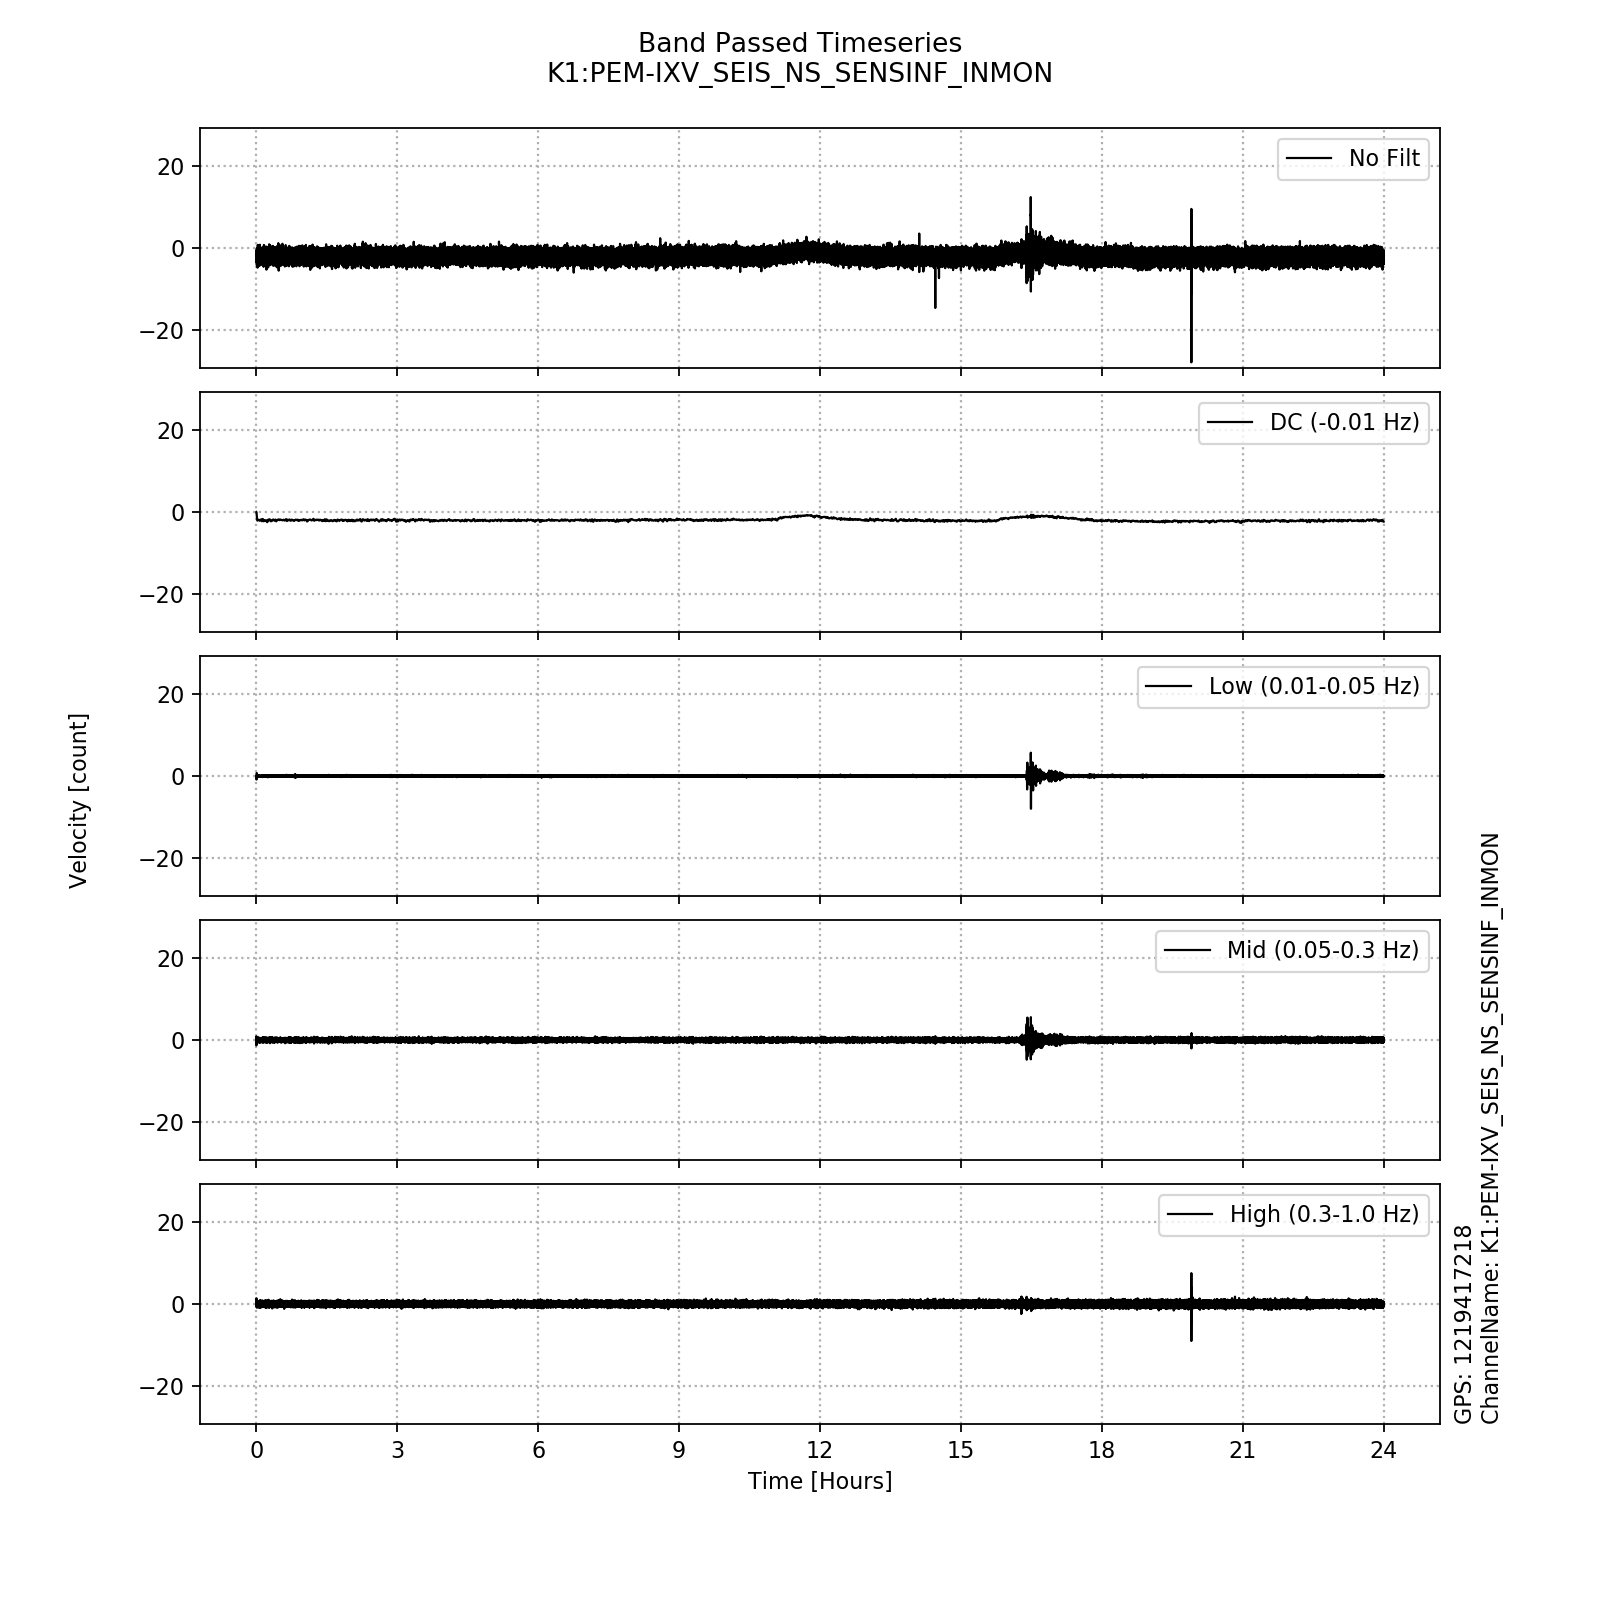 Band Passed Timeseries
K1:PEM-IXV_SEIS_NS_SENSINF_INMON
20
0
−20
No Filt
20
0
−20
DC (-0.01 Hz)
20
0
−20
Low (0.01-0.05 Hz)
Velocity [count]
20
0
−20
Mid (0.05-0.3 Hz)
20
0
−20
High (0.3-1.0 Hz)
0 3 6 9 12 15 18 21 24
Time [Hours]
GPS: 1219417218
ChannelName: K1:PEM-IXV_SEIS_NS_SENSINF_INMON